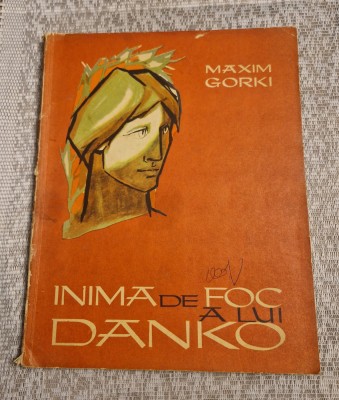 MAXIM
GORKI
INIMA DE FOC
A LUI
DANKO